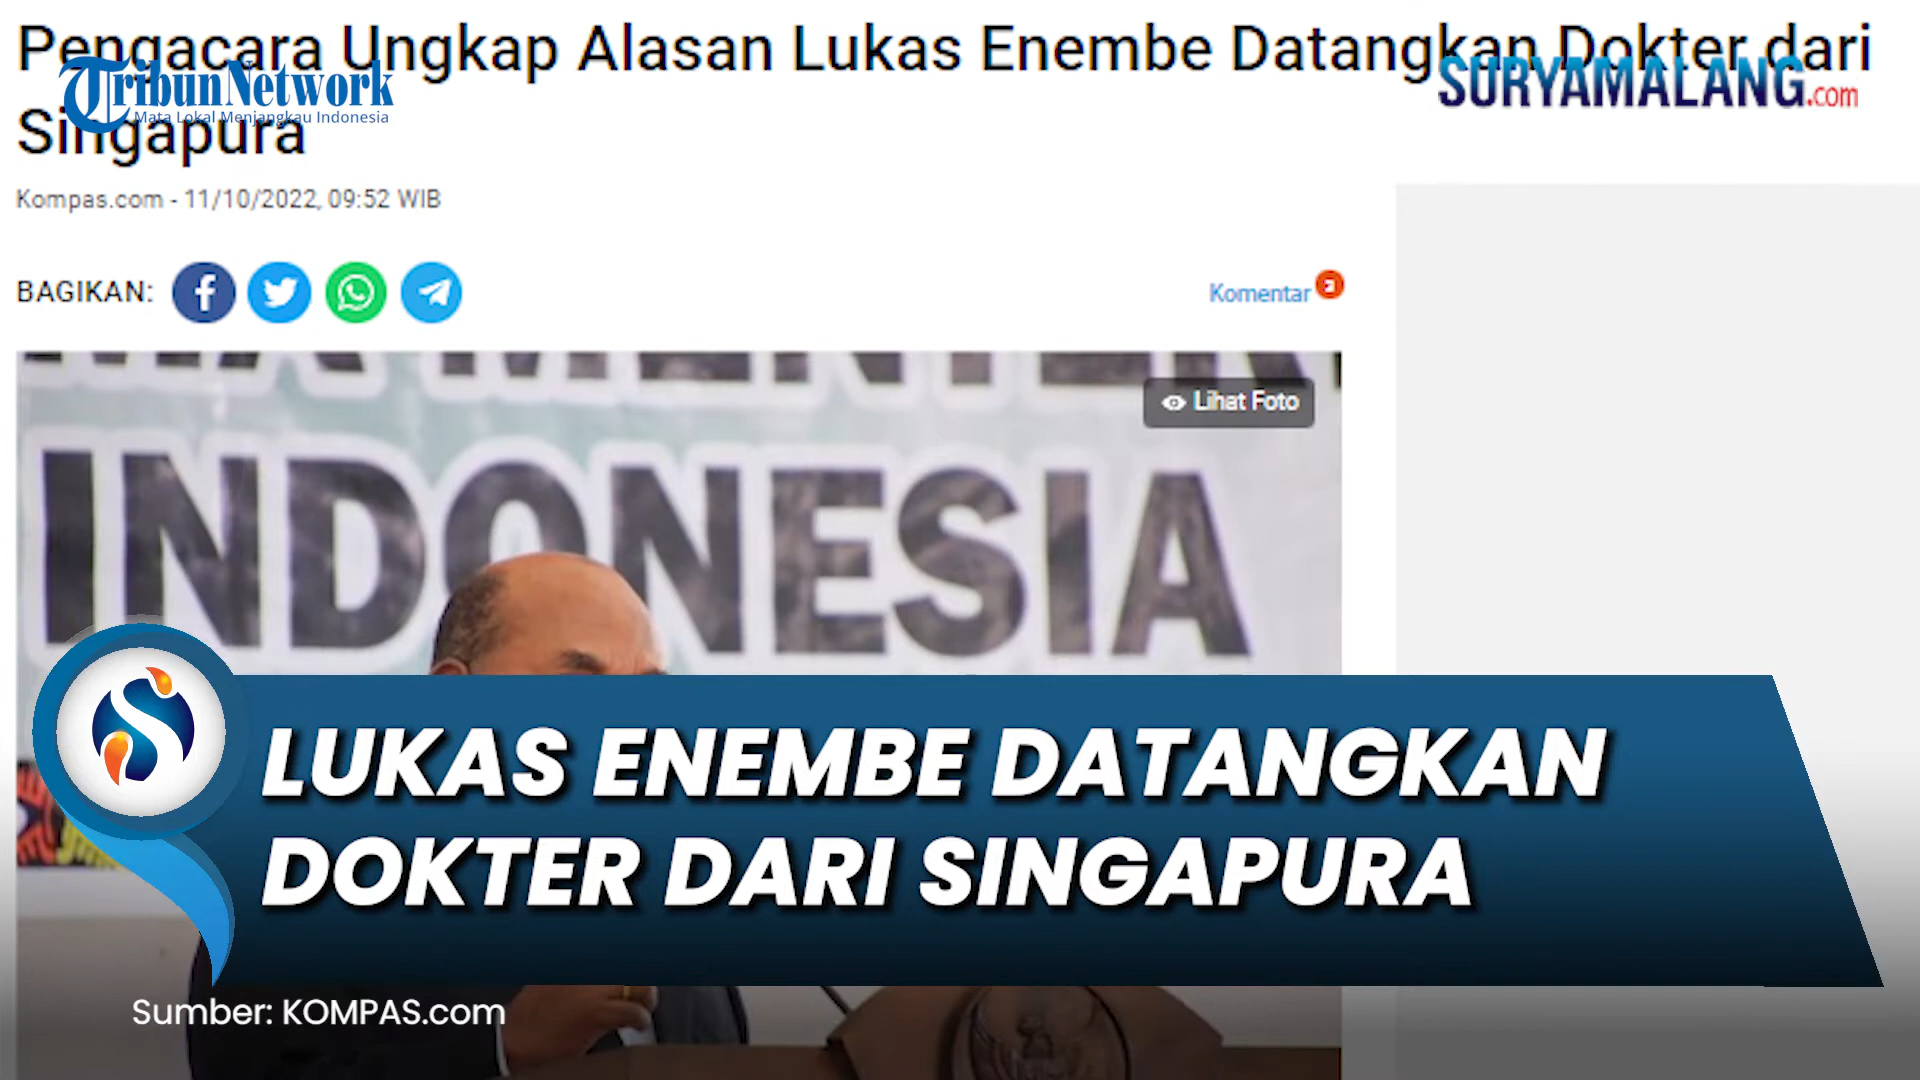 Pengacara Ungkap Alasan Lukas Enembe Datangkan Dokter dari
Singapura
TribunNetwork
Mata Lokal Menjangkau Indonesia
SURYAMALANG.com
Kompas.com - 11/10/2022, 09:52 WIB
BAGIKAN:
Komentar
Lihat Foto
INDONESIA
LUKAS ENEMBE DATANGKAN
DOKTER DARI SINGAPURA
Sumber: KOMPAS.com